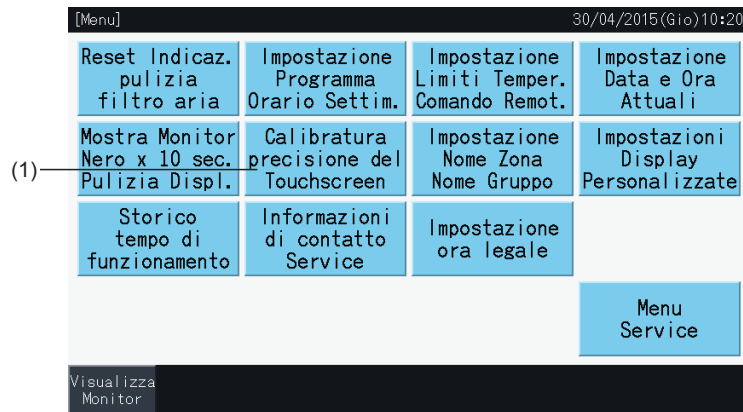 [Menu]
30/04/2015(Gio)10:20
Reset Indicaz.
pulizia
filtro aria
Impostazione
Programma
Orario Settim.
Impostazione
Limiti Temper.
Comando Remot.
Impostazione
Data e Ora
Attuali
Mostra Monitor
Nero x 10 sec.
Pulizia Displ.
Calibratura
precisione del
Touchscreen
Impostazione
Nome Zona
Nome Gruppo
Impostazioni
Display
Personalizzate
(1)
Storico
tempo di
funzionamento
Informazioni
di contatto
Service
Impostazione
ora legale
Menu
Service
Visualizza
Monitor